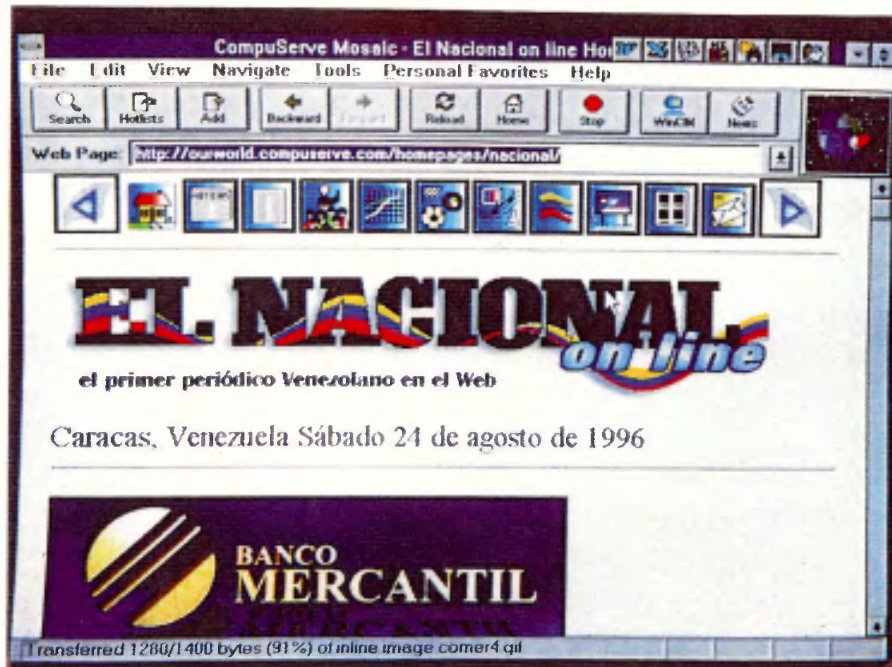 CompuServe Mosaic - El Nacional on line Ho
File Edit View Navigate Tools Personal Favorites Help
Search Hotlists Add Backward Forward Reload Home Stop WinCIM News
Web Page: http://ourworld.compuserve.com/homepages/nacional/
EL NACIONAL
on line
el primer periódico Venezolano en el Web
Caracas, Venezuela Sábado 24 de agosto de 1996
BANCO
MERCANTIL
Transferred 1280/1400 bytes (91%) of inline image comer4.gif